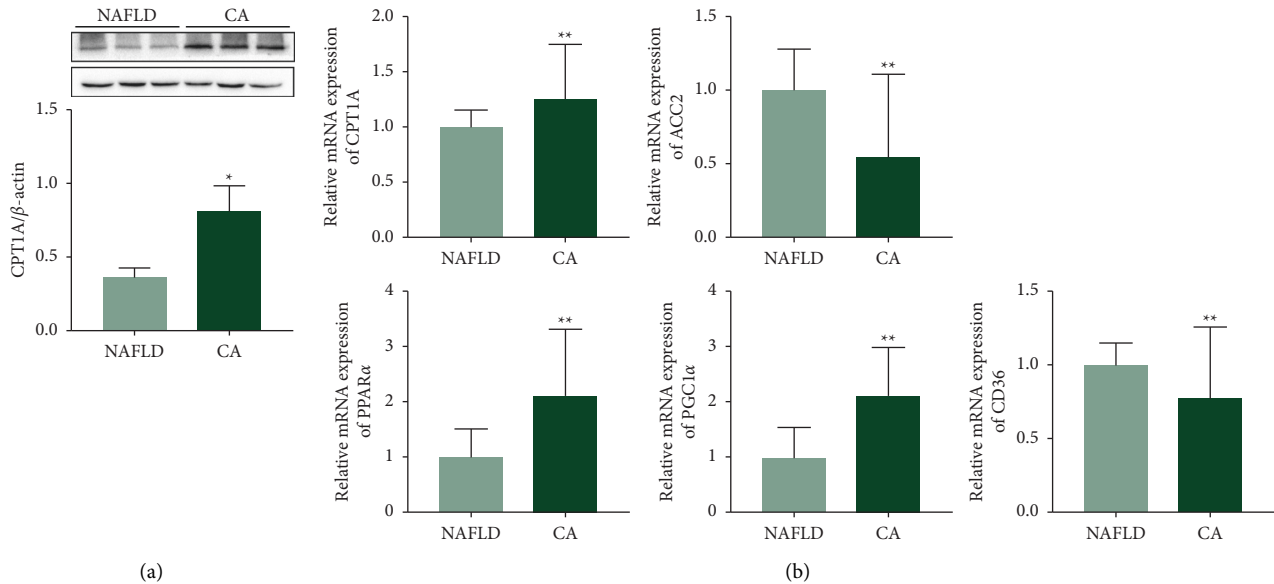 NAFLD CA
1.5
1.0
0.5
0.0
CPT1A/β-actin
*
NAFLD CA
(a)
2.0
1.5
1.0
0.5
0.0
Relative mRNA expression
of CPT1A
**
NAFLD CA
1.5
1.0
0.5
0.0
Relative mRNA expression
of ACC2
**
NAFLD CA
4
3
2
1
0
Relative mRNA expression
of PPARα
**
NAFLD CA
4
3
2
1
0
Relative mRNA expression
of PGC1α
**
NAFLD CA
1.5
1.0
0.5
0.0
Relative mRNA expression
of CD36
**
NAFLD CA
(b)